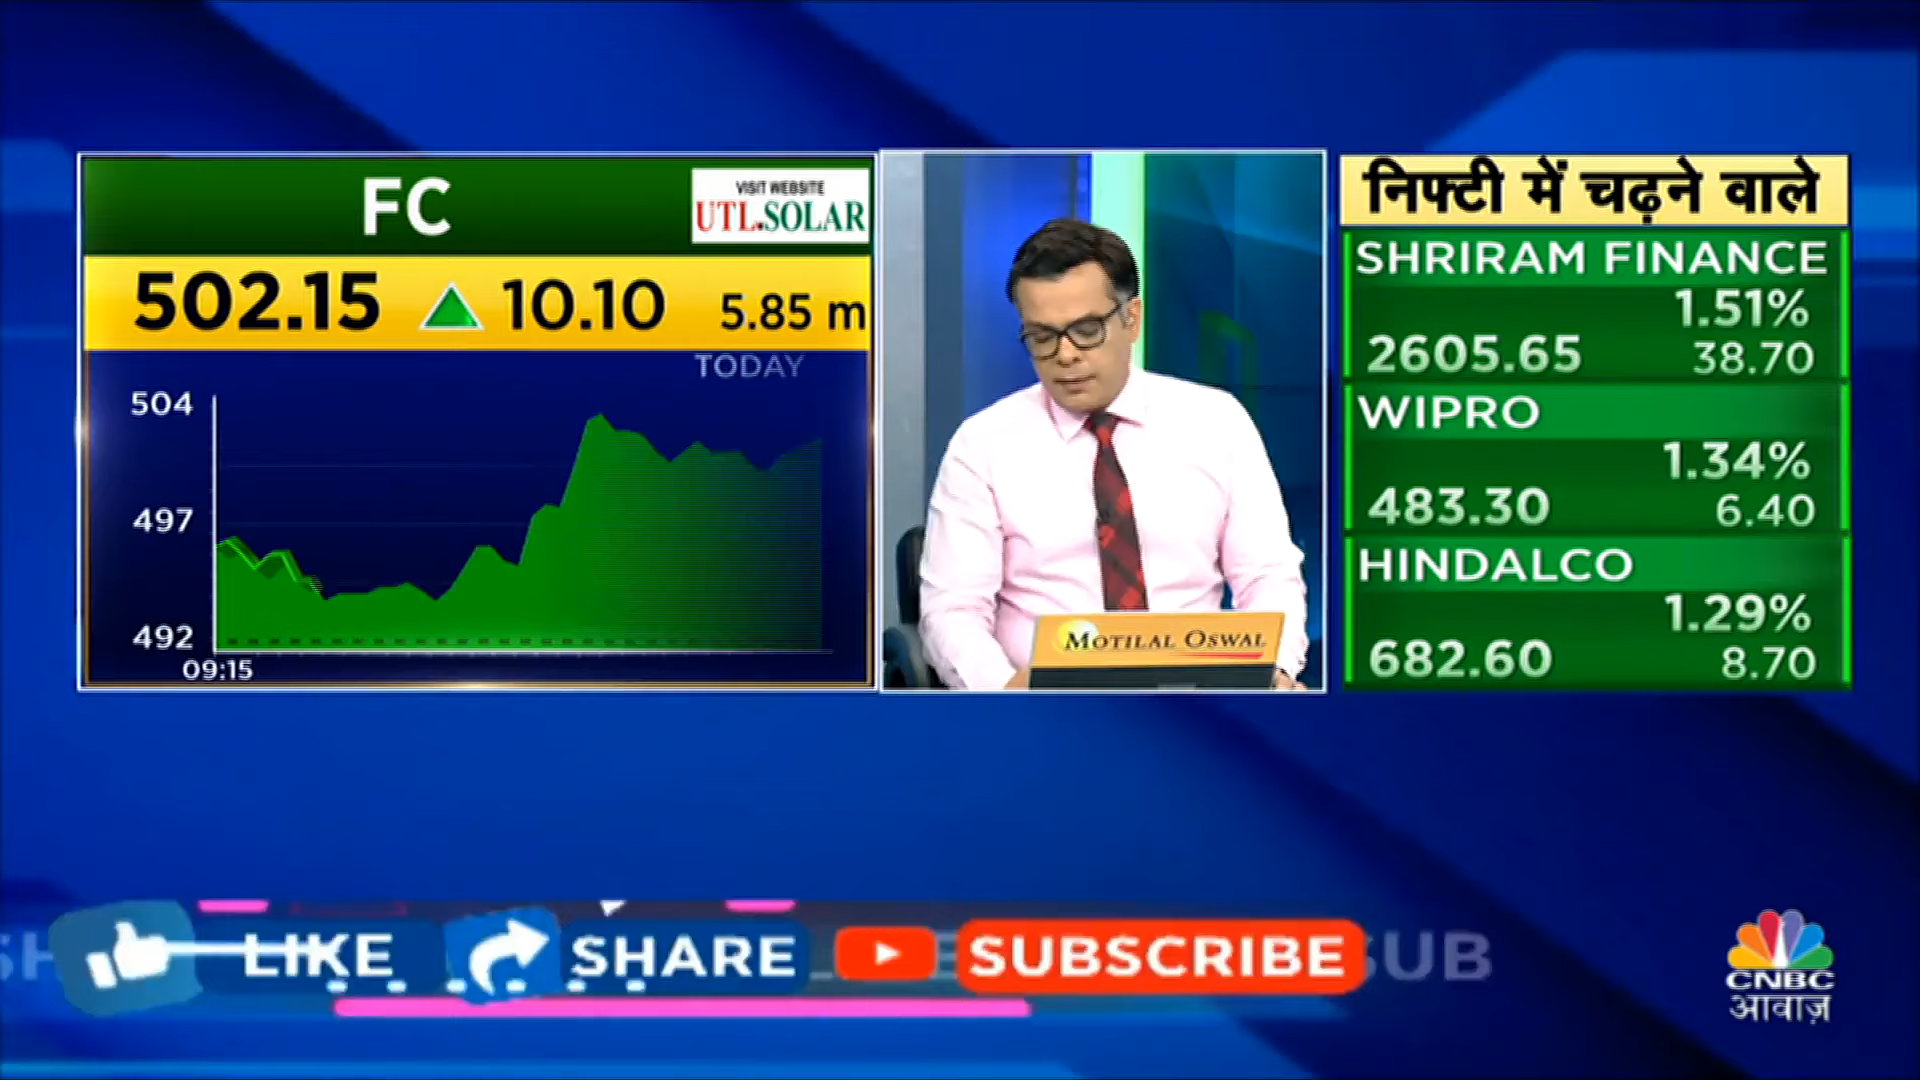 FC
VISIT WEBSITE
UTL.SOLAR
502.15 ▲ 10.10 5.85 m
TODAY
504
497
492
09:15
MOTILAL OSWAL
निफ्टी में चढ़ने वाले
SHRIRAM FINANCE
1.51%
2605.65 38.70
WIPRO
1.34%
483.30 6.40
HINDALCO
1.29%
682.60 8.70
LIKE SHARE SUBSCRIBE SUB
CNBC
आवाज़